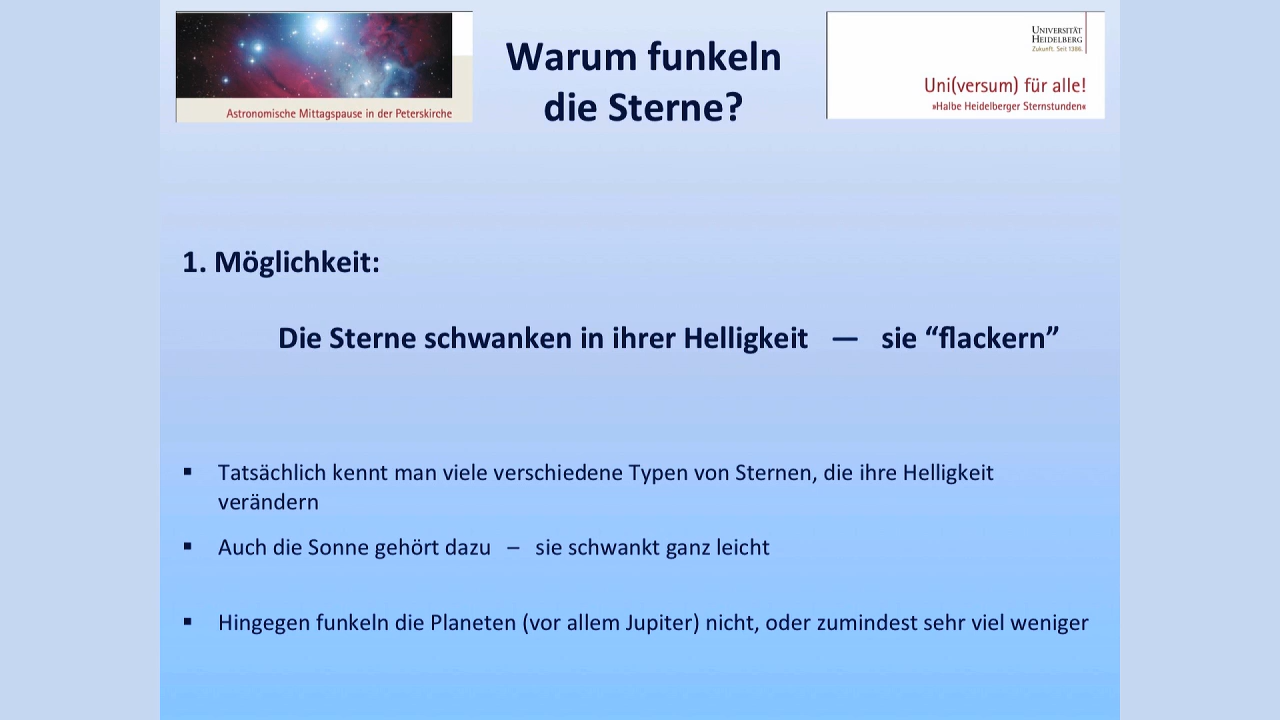 Astronomische Mittagspause in der Peterskirche
Warum funkeln
die Sterne?
UNIVERSITÄT
HEIDELBERG
Zukunft. Seit 1386.
Uni(versum) für alle!
»Halbe Heidelberger Sternstunden«
1. Möglichkeit:
Die Sterne schwanken in ihrer Helligkeit — sie “flackern”
▪ Tatsächlich kennt man viele verschiedene Typen von Sternen, die ihre Helligkeit
verändern
▪ Auch die Sonne gehört dazu – sie schwankt ganz leicht
▪ Hingegen funkeln die Planeten (vor allem Jupiter) nicht, oder zumindest sehr viel weniger